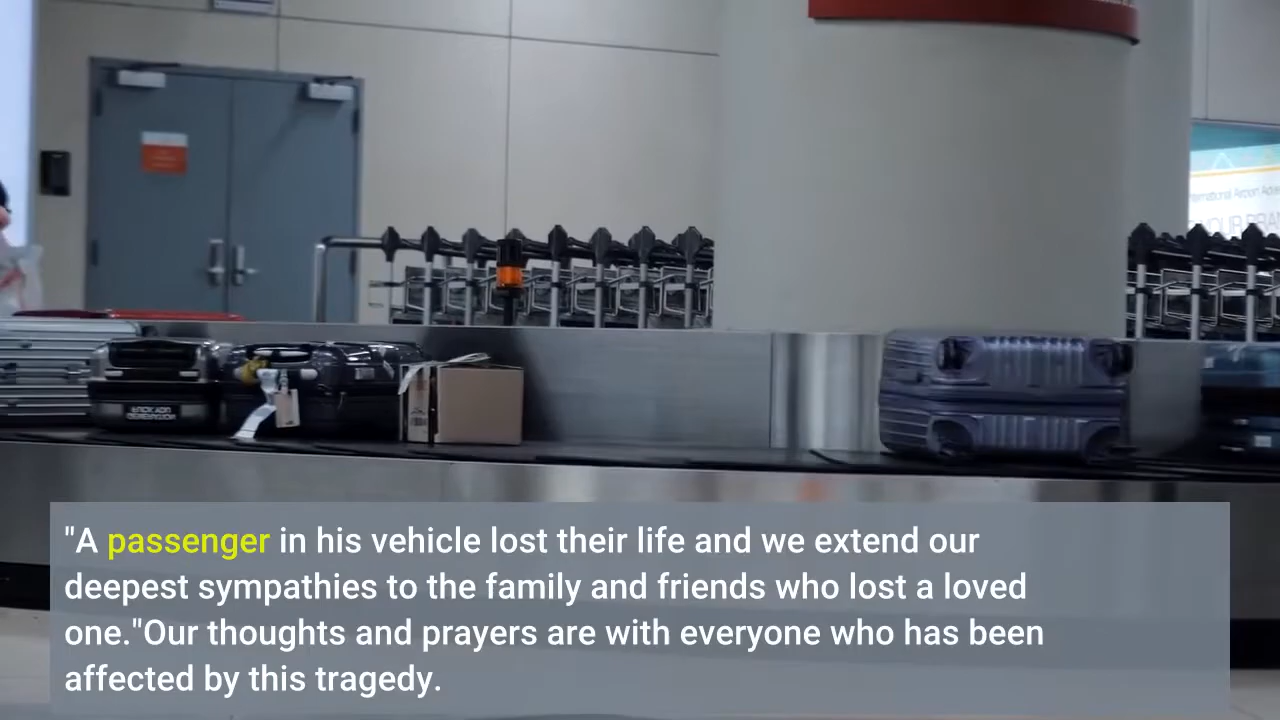 "A passenger in his vehicle lost their life and we extend our
deepest sympathies to the family and friends who lost a loved
one."Our thoughts and prayers are with everyone who has been
affected by this tragedy.